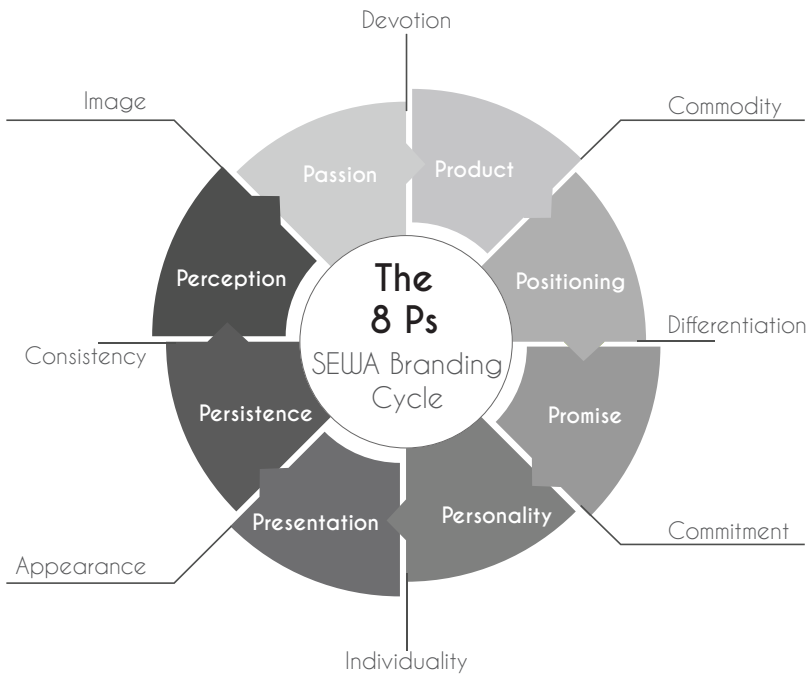 Devotion
Image
Commodity
Passion
Product
Perception
Positioning
The
8 Ps
SEWA Branding
Cycle
Differentiation
Consistency
Persistence
Promise
Presentation
Personality
Commitment
Appearance
Individuality